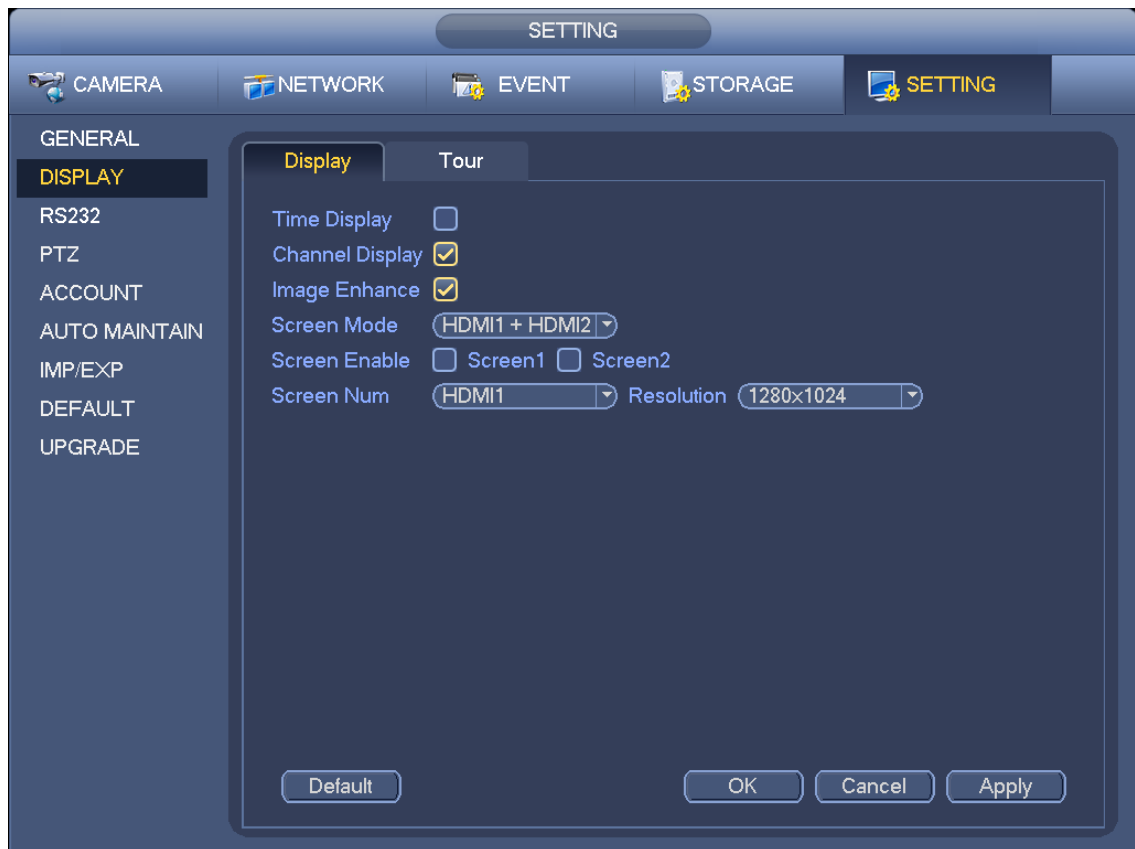 SETTING
CAMERA NETWORK EVENT STORAGE SETTING
GENERAL
DISPLAY
RS232
PTZ
ACCOUNT
AUTO MAINTAIN
IMP/EXP
DEFAULT
UPGRADE
Display Tour
Time Display
Channel Display
Image Enhance
Screen Mode HDMI1 + HDMI2
Screen Enable Screen1 Screen2
Screen Num HDMI1 Resolution 1280x1024
Default OK Cancel Apply